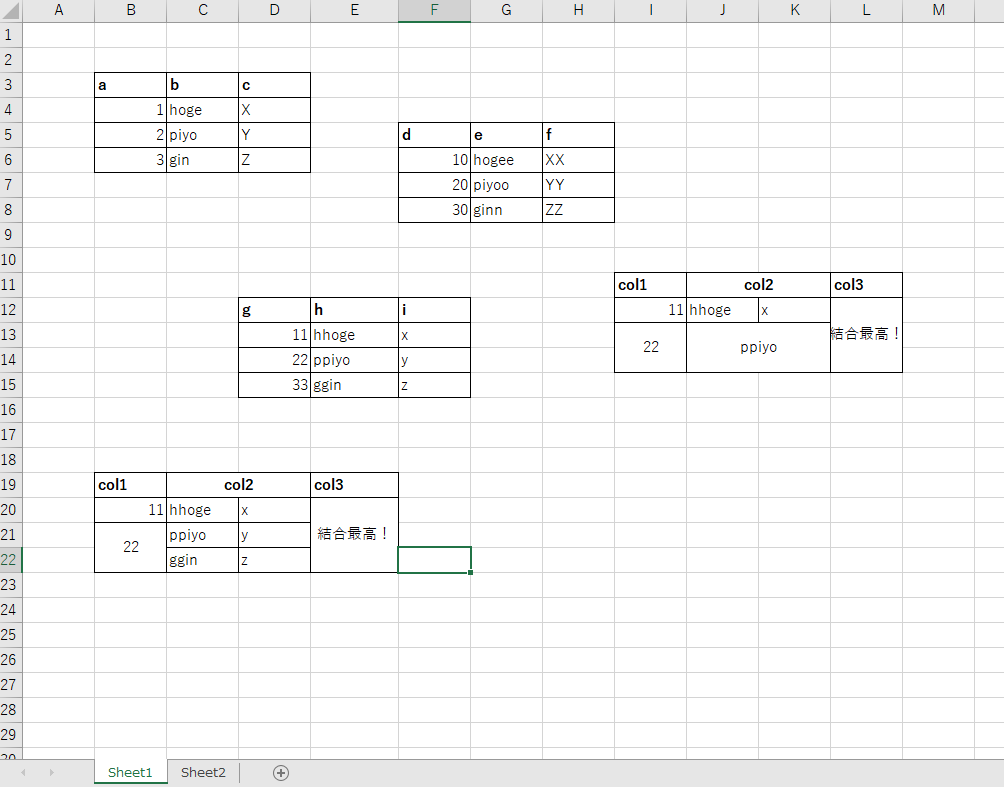 A B C D E F G H I J K L M
1
2
3 a b c
4 1 hoge X
5 2 piyo Y d e f
6 3 gin Z 10 hogee XX
7 20 piyoo YY
8 30 ginn ZZ
9
10
11 col1 col2 col3
12 g h i 11 hhoge x
13 11 hhoge x 結合最高！
14 22 ppiyo y 22 ppiyo
15 33 ggin z
16
17
18
19 col1 col2 col3
20 11 hhoge x
21 ppiyo y 結合最高！
22 22 ggin z
23
24
25
26
27
28
29
30
Sheet1 Sheet2